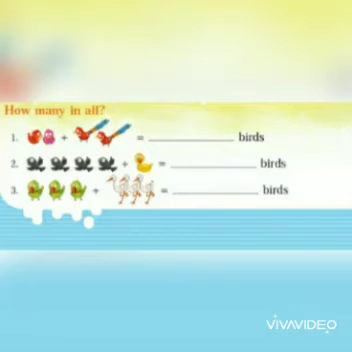 How many in all?
1. + = ________ birds
2. + = ________ birds
3. + = ________ birds
VIVAVIDEO